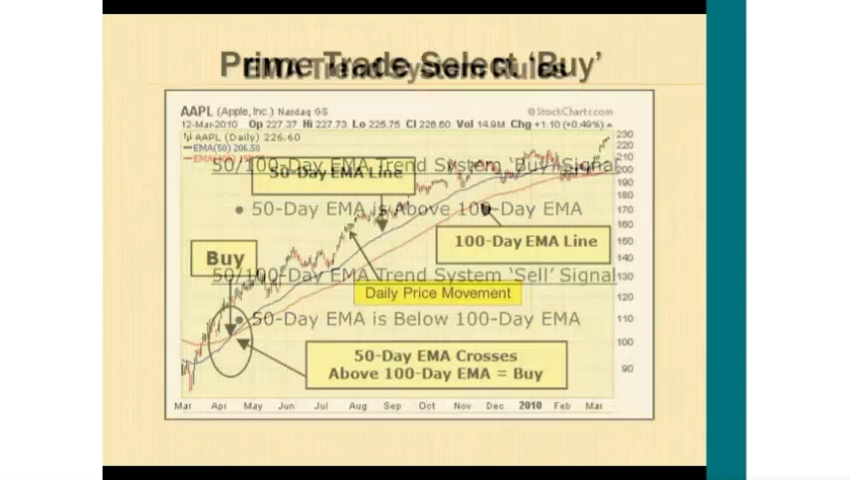 Prime Trade Select 'Buy'
EMA Trend System Rules
AAPL (Apple, Inc.) Nasdaq GS
© StockCharts.com
12-Mar-2010 Op 227.37 Hi 227.73 Lo 225.75 Cl 226.60 Vol 14.9M Chg +1.10 (+0.49%)
AAPL (Daily) 226.60
EMA(50) 206.58
50/100-Day EMA Trend System 'Buy' Signal
50-Day EMA Line
• 50-Day EMA is Above 100-Day EMA
100-Day EMA Line
Buy
50/100-Day EMA Trend System 'Sell' Signal
Daily Price Movement
• 50-Day EMA is Below 100-Day EMA
50-Day EMA Crosses
Above 100-Day EMA = Buy
230
220
210
200
190
180
170
160
150
140
130
120
110
100
90
Mar Apr May Jun Jul Aug Sep Oct Nov Dec 2010 Feb Mar